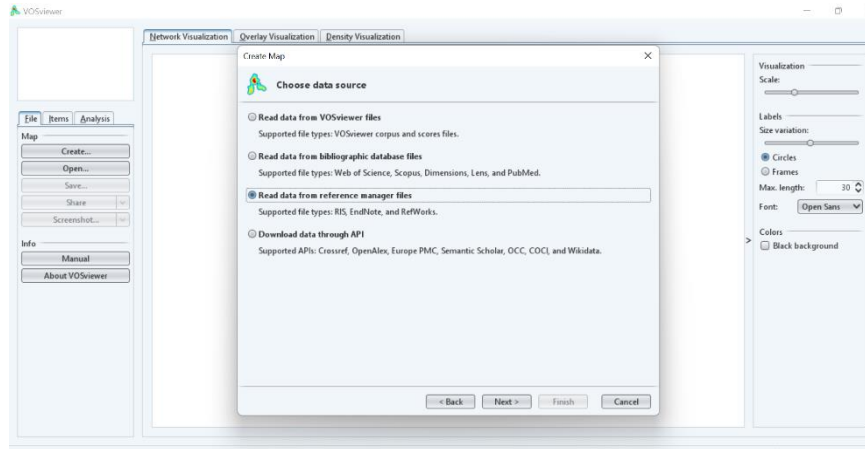 VOSviewer
Network Visualization Overlay Visualization Density Visualization
File Items Analysis
Map
Create...
Open...
Save...
Share
Screenshot...
Info
Manual
About VOSviewer
Create Map
Choose data source
Read data from VOSviewer files
Supported file types: VOSviewer corpus and scores files.
Read data from bibliographic database files
Supported file types: Web of Science, Scopus, Dimensions, Lens, and PubMed.
Read data from reference manager files
Supported file types: RIS, EndNote, and RefWorks.
Download data through API
Supported APIs: Crossref, OpenAlex, Europe PMC, Semantic Scholar, OCC, COCI, and Wikidata.
< Back Next > Finish Cancel
Visualization
Scale:
Labels
Size variation:
Circles
Frames
Max. length: 30
Font: Open Sans
Colors
Black background